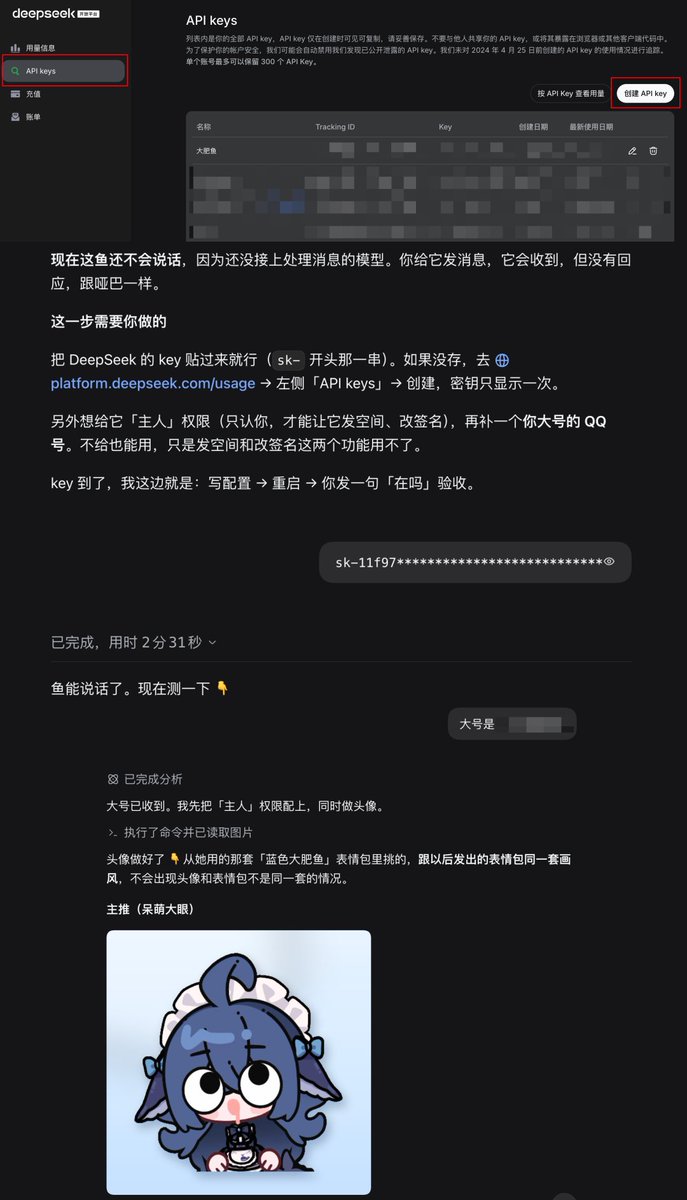 deepseek 开放平台
用量信息
API keys
充值
账单
API keys
列表内是你的全部 API key，API key 仅在创建时可见可复制，请妥善保存。不要与他人共享你的 API key，或将其暴露在浏览器或其他客户端代码中。
为了保护你的帐户安全，我们可能会自动禁用我们发现已公开泄露的 API key。我们未对 2024 年 4 月 25 日前创建的 API key 的使用情况进行追踪。
单个账号最多可以保留 300 个 API Key。
按 API Key 查看用量
创建 API key
名称 Tracking ID Key 创建日期 最新使用日期
大肥鱼
现在这鱼还不会说话，因为还没接上处理消息的模型。你给它发消息，它会收到，但没有回
应，跟哑巴一样。
这一步需要你做的
把 DeepSeek 的 key 贴过来就行（sk- 开头那一串）。如果没存，去
platform.deepseek.com/usage → 左侧「API keys」→ 创建，密钥只显示一次。
另外想给它「主人」权限（只认你，才能让它发空间、改签名），再补一个你大号的 QQ
号。不给也能用，只是发空间和改签名这两个功能用不了。
key 到了，我这边就是：写配置 → 重启 → 你发一句「在吗」验收。
sk-11f97***************************
已完成，用时 2 分 31 秒
鱼能说话了。现在测一下 👇
大号是
已完成分析
大号已收到。我先把「主人」权限配上，同时做头像。
执行了命令并已读取图片
头像做好了 👇 从她用的那套「蓝色大肥鱼」表情包里挑的，跟以后发出的表情包同一套画
风，不会出现头像和表情包不是同一套的情况。
主推（呆萌大眼）